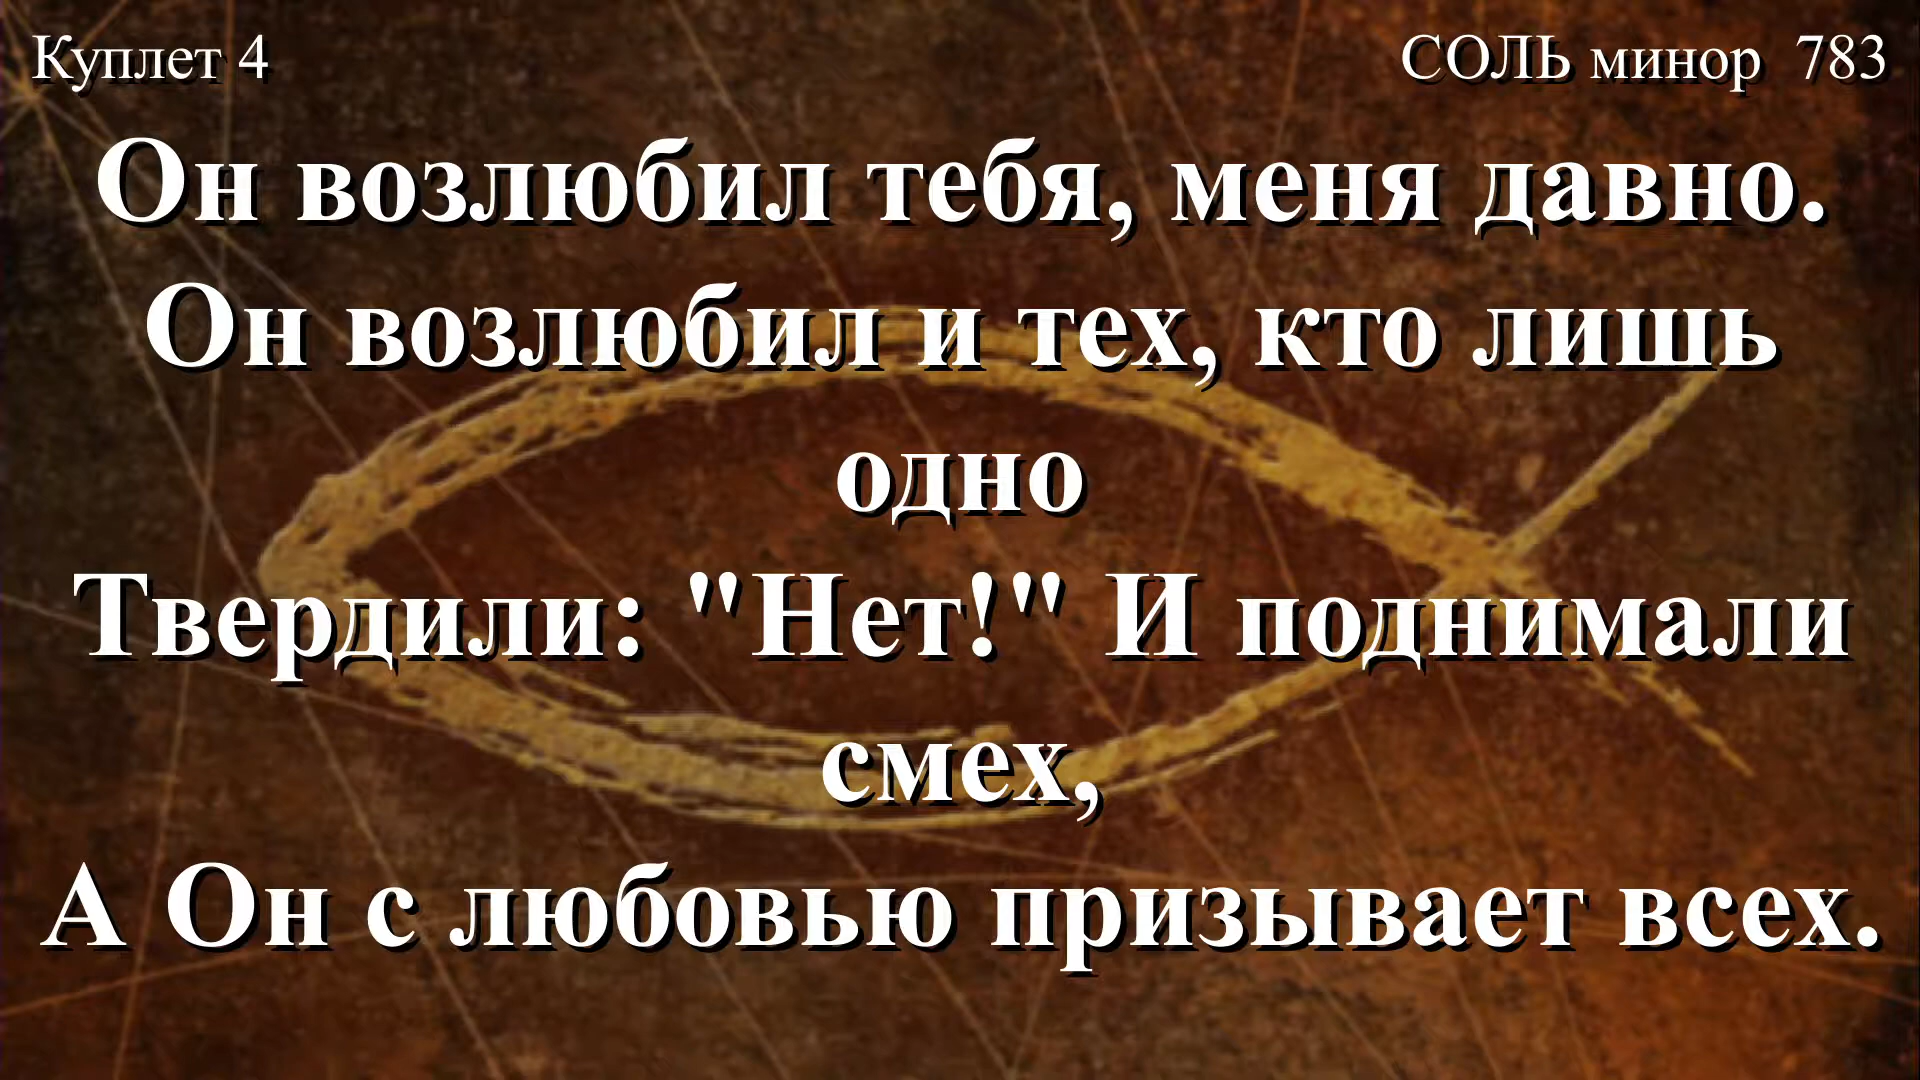 Куплет 4
СОЛЬ минор 783
Он возлюбил тебя, меня давно.
Он возлюбил и тех, кто лишь
одно
Твердили: "Нет!" И поднимали
смех,
А Он с любовью призывает всех.